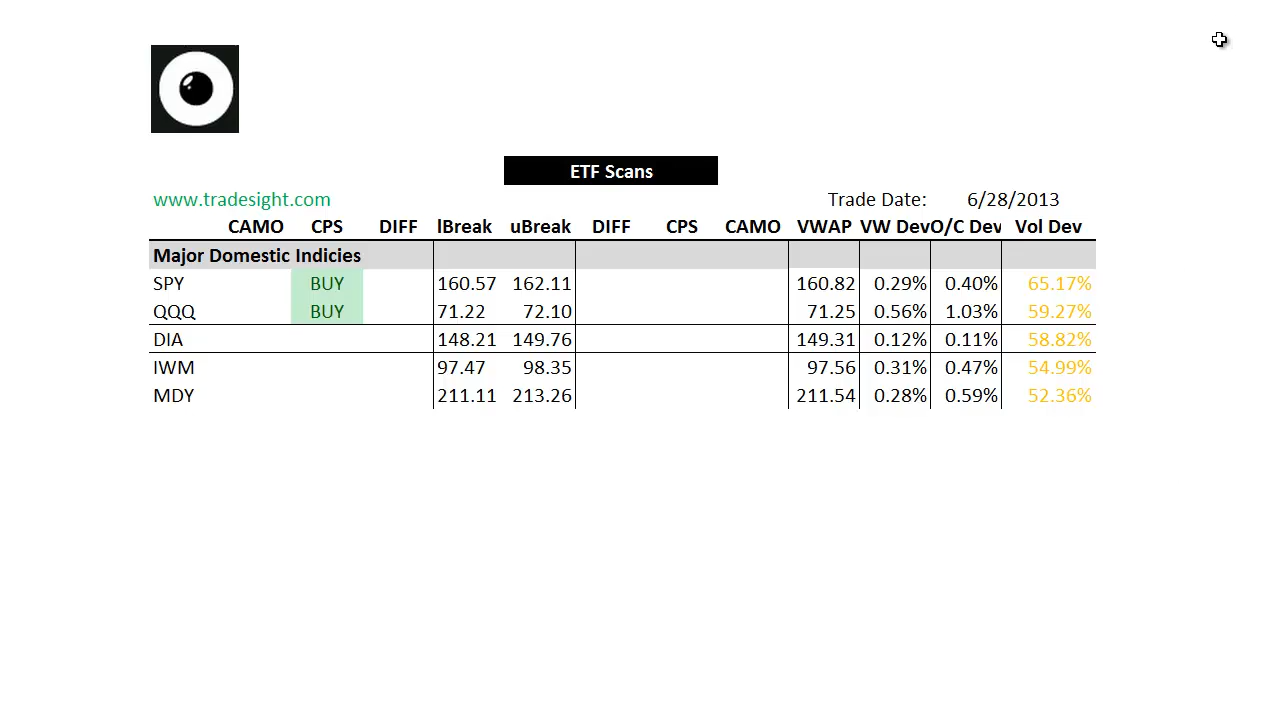 ETF Scans
www.tradesight.com Trade Date: 6/28/2013
CAMO CPS DIFF lBreak uBreak DIFF CPS CAMO VWAP VW Dev O/C Dev Vol Dev
Major Domestic Indicies
SPY BUY 160.57 162.11 160.82 0.29% 0.40% 65.17%
QQQ BUY 71.22 72.10 71.25 0.56% 1.03% 59.27%
DIA 148.21 149.76 149.31 0.12% 0.11% 58.82%
IWM 97.47 98.35 97.56 0.31% 0.47% 54.99%
MDY 211.11 213.26 211.54 0.28% 0.59% 52.36%